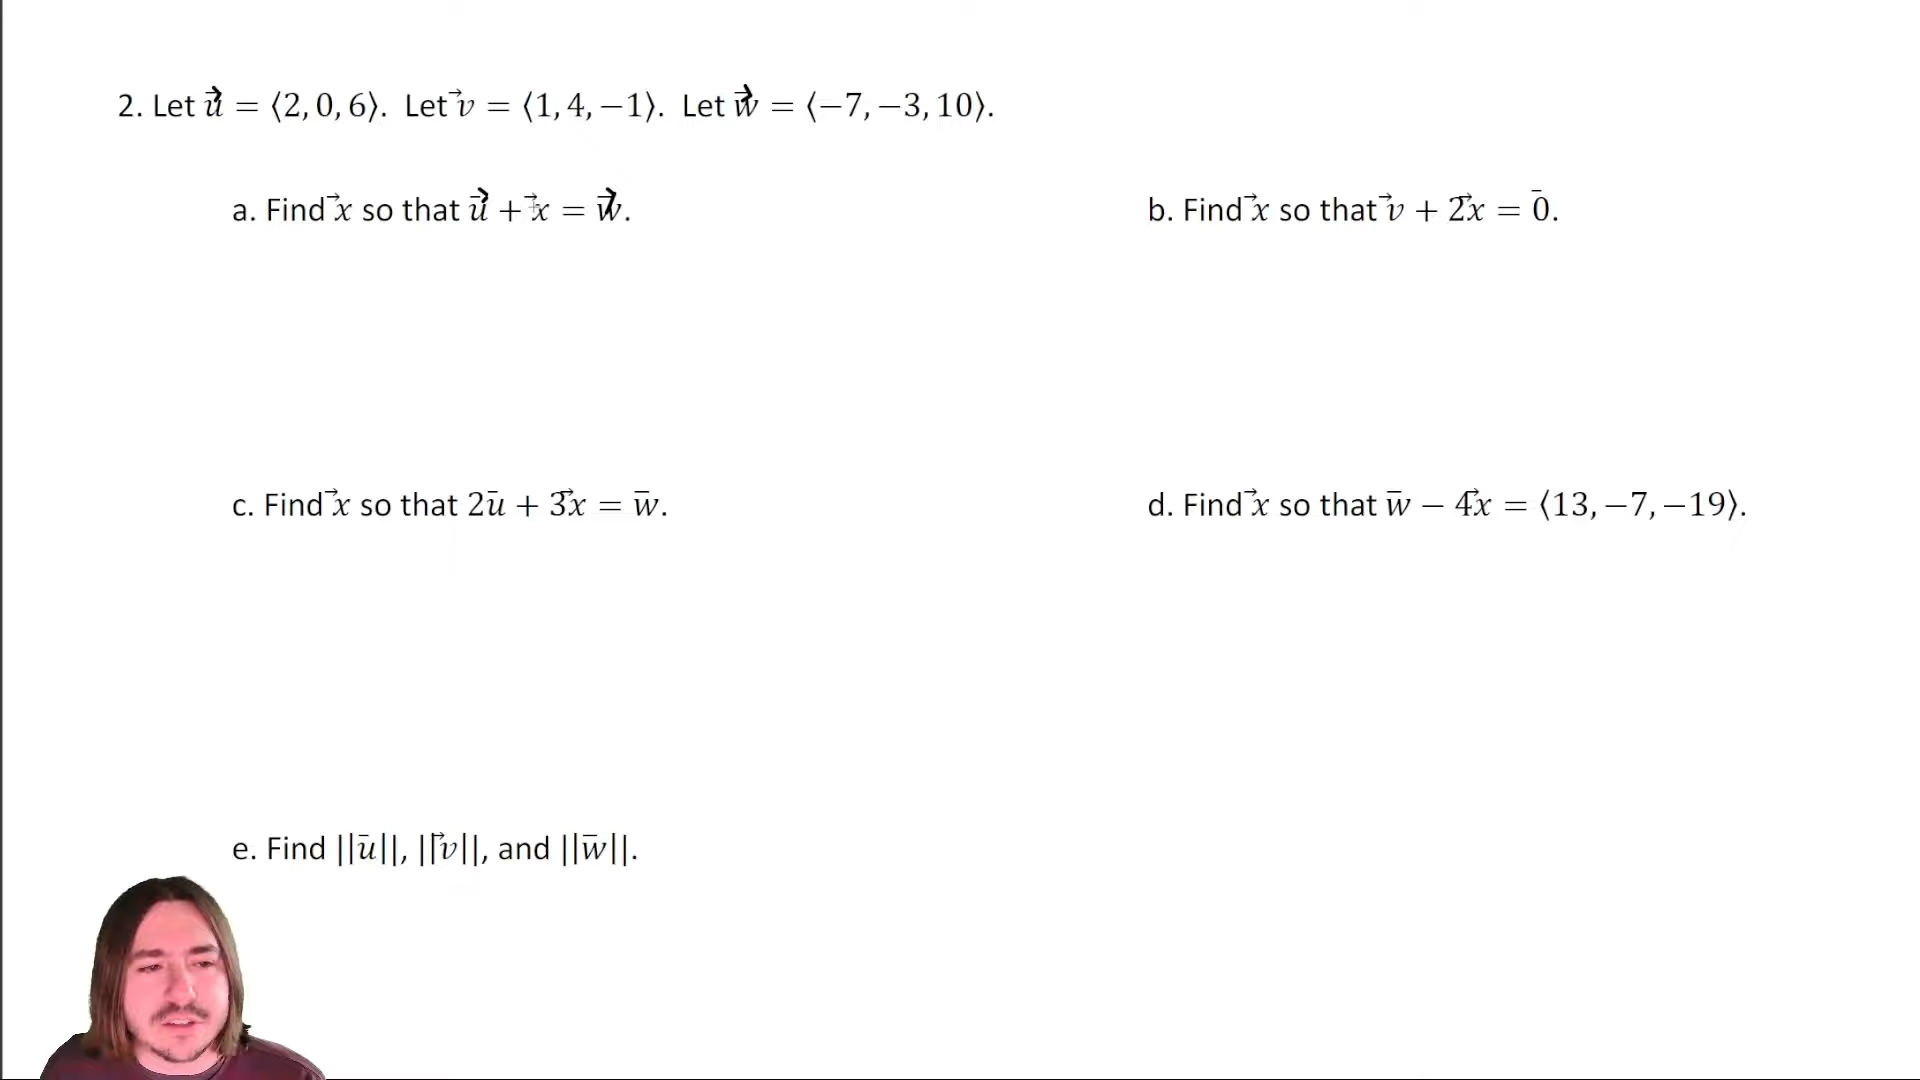 2. Let u⃗ = ⟨2, 0, 6⟩. Let v⃗ = ⟨1, 4, −1⟩. Let w⃗ = ⟨−7, −3, 10⟩.
a. Find x⃗ so that u⃗ + x⃗ = w⃗.
b. Find x⃗ so that v⃗ + 2x⃗ = 0̄.
c. Find x⃗ so that 2ū + 3x⃗ = w̄.
d. Find x⃗ so that w̄ − 4x⃗ = ⟨13, −7, −19⟩.
e. Find ||ū||, ||v⃗||, and ||w̄||.